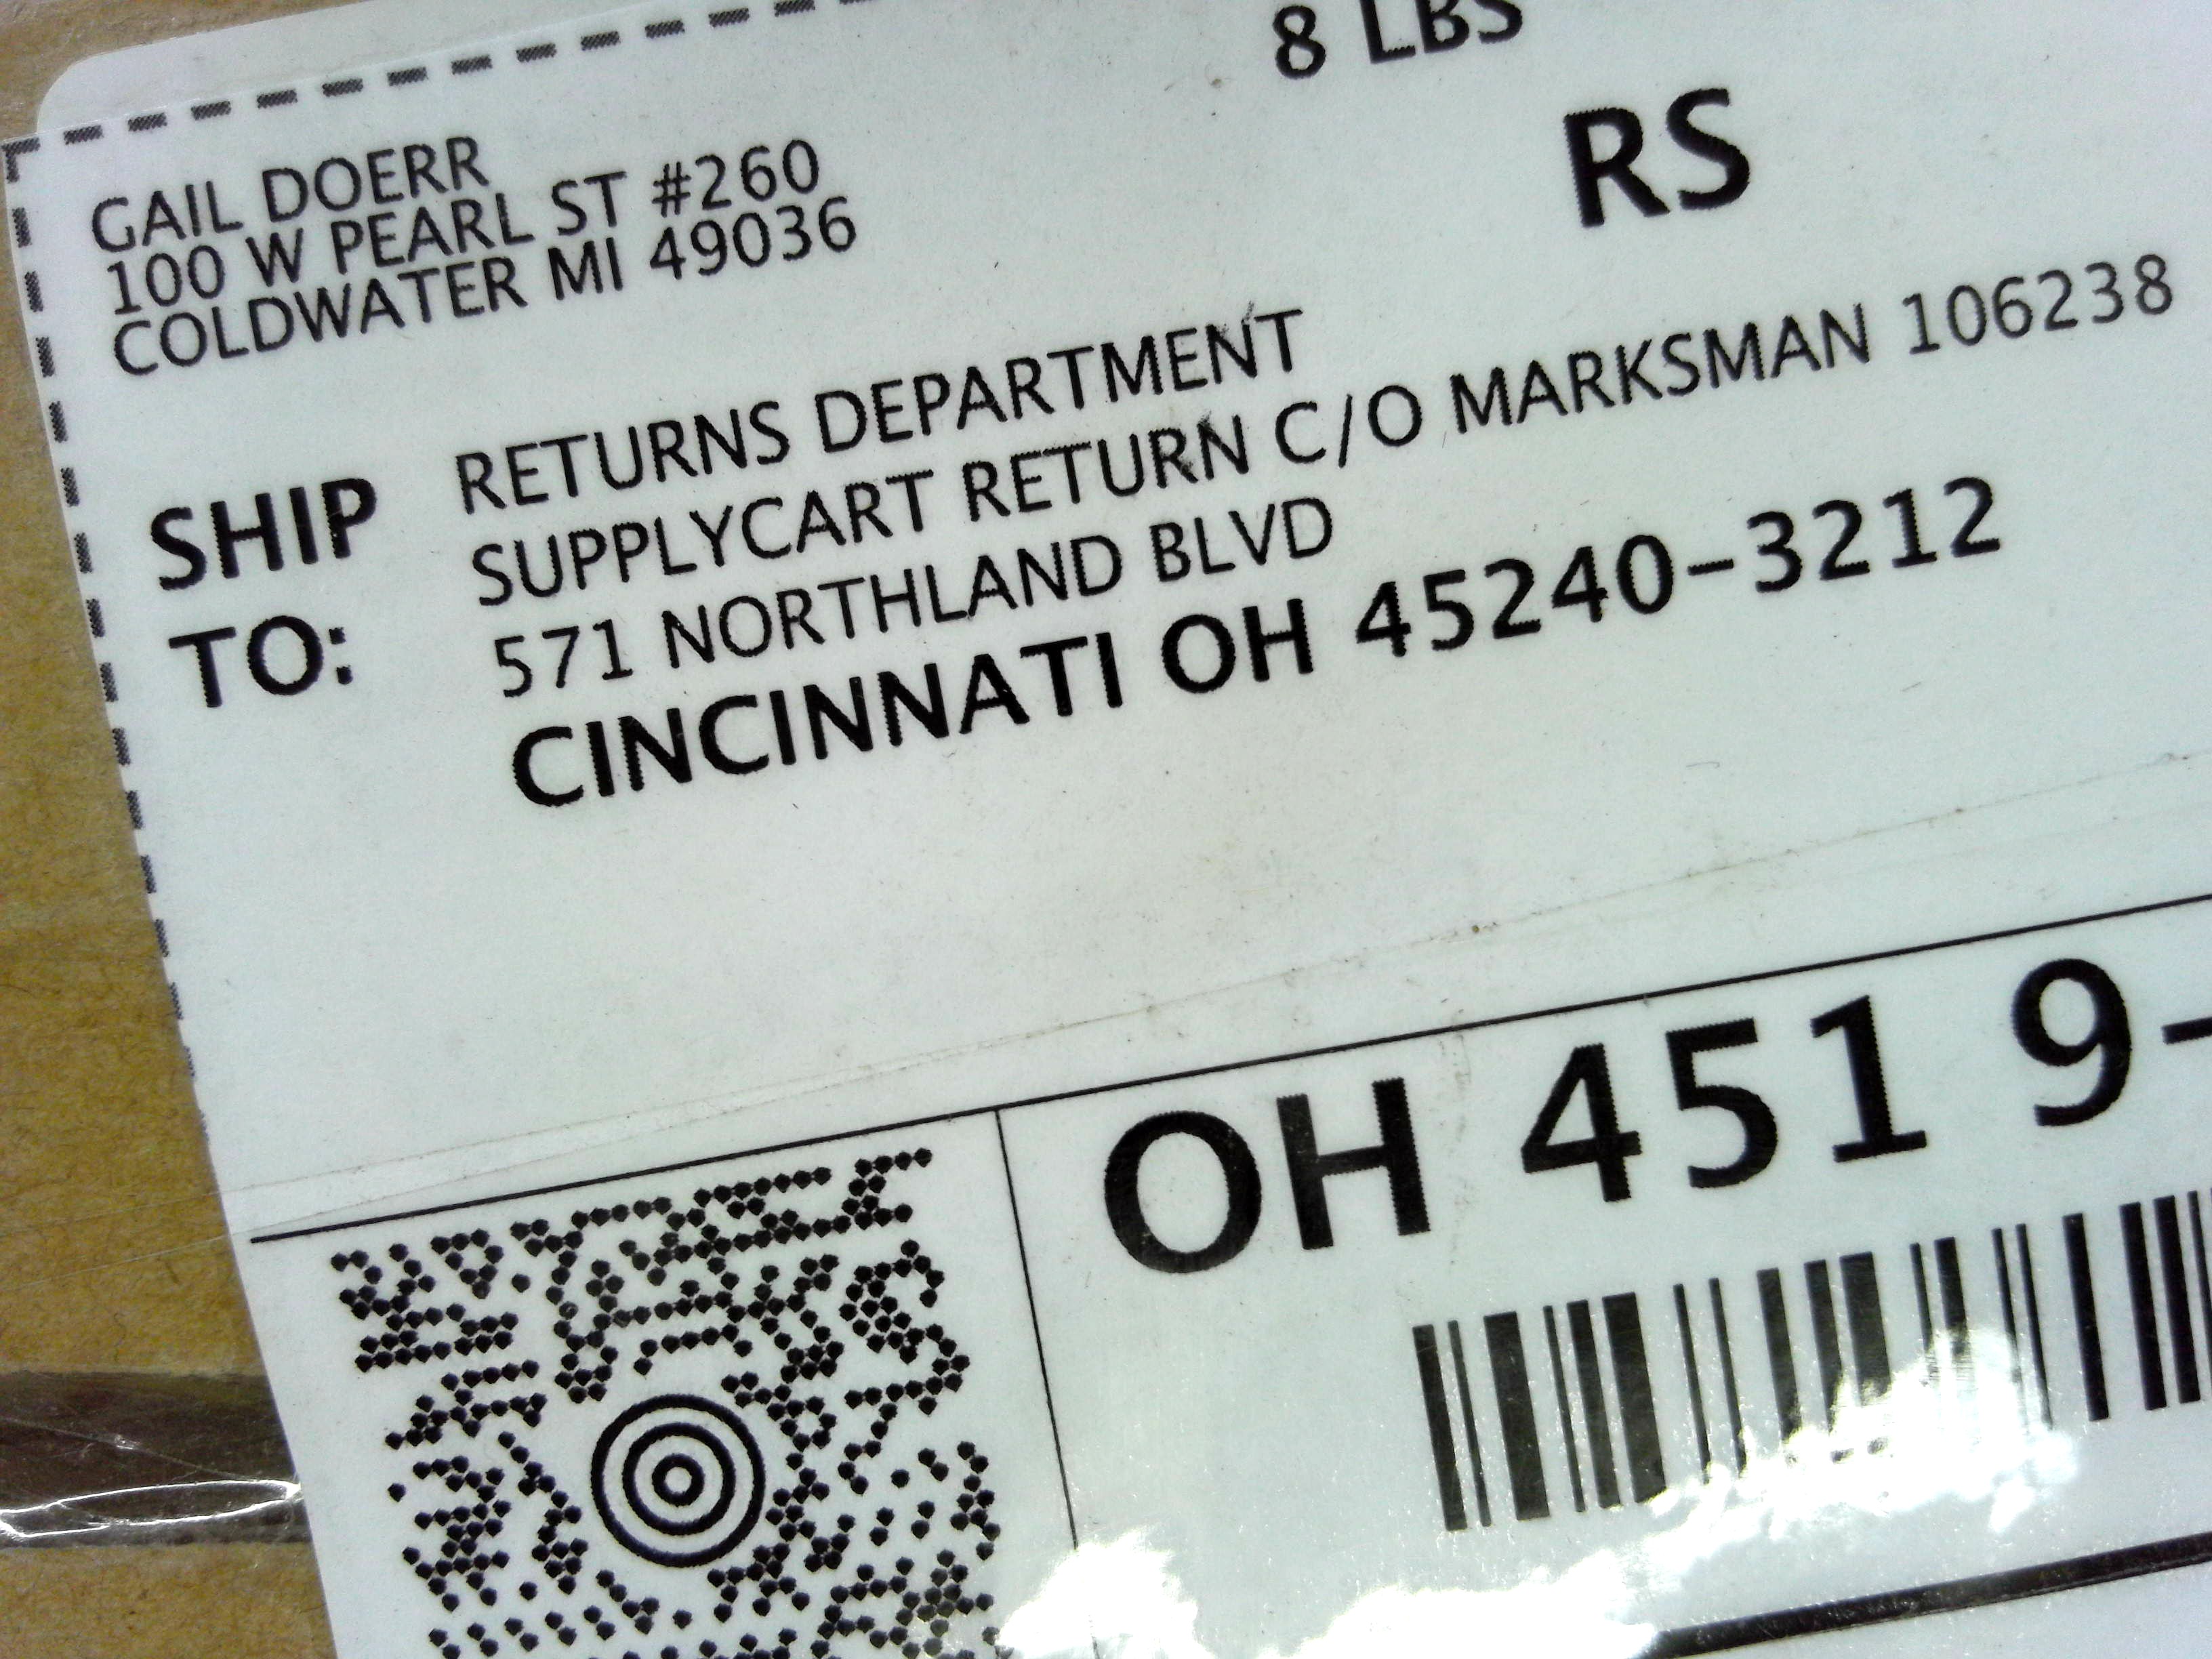 8 LBS
RS
GAIL DOERR
100 W PEARL ST #260
COLDWATER MI 49036
SHIP
TO:
RETURNS DEPARTMENT
SUPPLYCART RETURN C/O MARKSMAN 106238
571 NORTHLAND BLVD
CINCINNATI OH 45240-3212
OH 451 9-